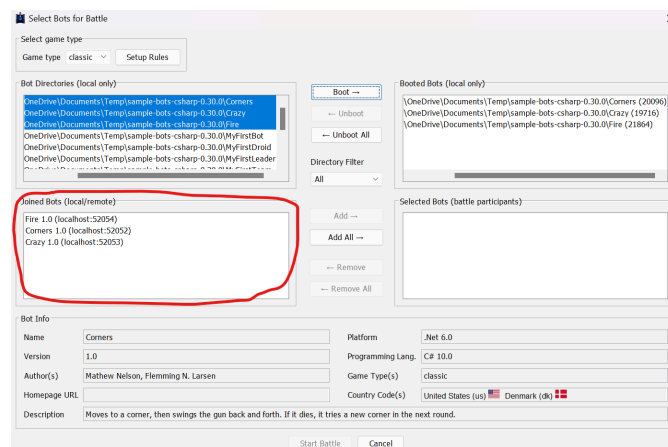 Select Bots for Battle
Select game type
Game type classic Setup Rules
Bot Directories (local only)
OneDrive\Documents\Temp\sample-bots-csharp-0.30.0\Corners
OneDrive\Documents\Temp\sample-bots-csharp-0.30.0\Crazy
OneDrive\Documents\Temp\sample-bots-csharp-0.30.0\Fire
OneDrive\Documents\Temp\sample-bots-csharp-0.30.0\MyFirstBot
OneDrive\Documents\Temp\sample-bots-csharp-0.30.0\MyFirstDroid
OneDrive\Documents\Temp\sample-bots-csharp-0.30.0\MyFirstLeader
Boot →
← Unboot
← Unboot All
Directory Filter
All
Booted Bots (local only)
\OneDrive\Documents\Temp\sample-bots-csharp-0.30.0\Corners (20096)
\OneDrive\Documents\Temp\sample-bots-csharp-0.30.0\Crazy (19716)
\OneDrive\Documents\Temp\sample-bots-csharp-0.30.0\Fire (21864)
Joined Bots (local/remote)
Fire 1.0 (localhost:52054)
Corners 1.0 (localhost:52052)
Crazy 1.0 (localhost:52053)
Add →
Add All →
← Remove
← Remove All
Selected Bots (battle participants)
Bot Info
Name Corners Platform .Net 6.0
Version 1.0 Programming Lang. C# 10.0
Author(s) Mathew Nelson, Flemming N. Larsen Game Type(s) classic
Homepage URL Country Code(s) United States (us) Denmark (dk)
Description Moves to a corner, then swings the gun back and forth. If it dies, it tries a new corner in the next round.
Start Battle Cancel